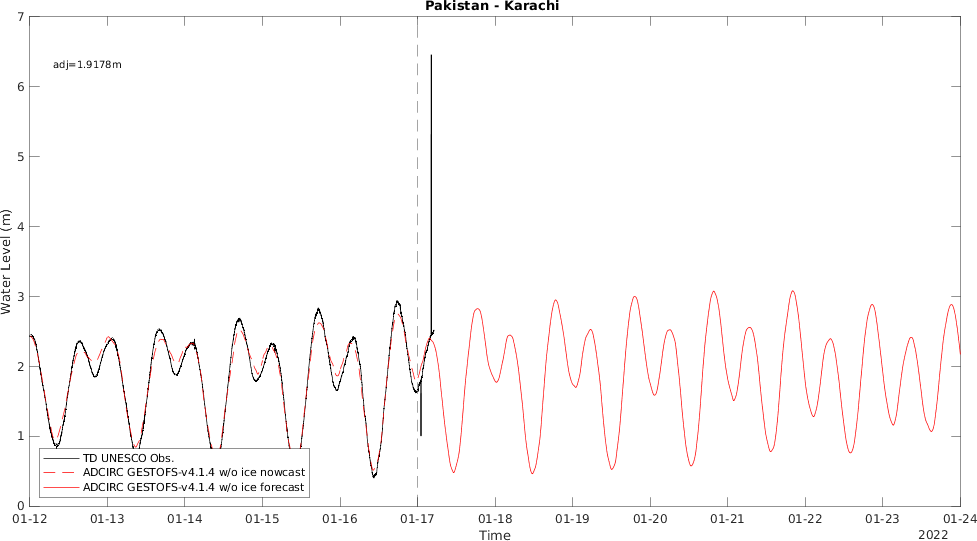 Pakistan - Karachi
7
adj=1.9178m
6
5
4
3
2
1
0
Water Level (m)
TD UNESCO Obs.
ADCIRC GESTOFS-v4.1.4 w/o ice nowcast
ADCIRC GESTOFS-v4.1.4 w/o ice forecast
01-12 01-13 01-14 01-15 01-16 01-17 01-18 01-19 01-20 01-21 01-22 01-23 01-24
Time
2022